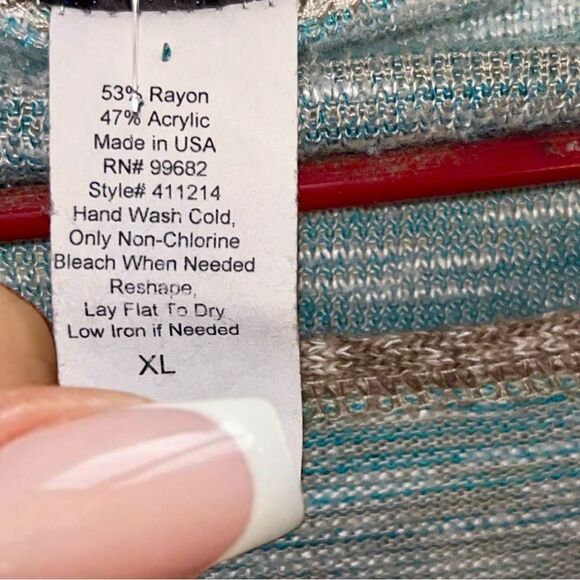 53% Rayon
47% Acrylic
Made in USA
RN# 99682
Style# 411214
Hand Wash Cold,
Only Non-Chlorine
Bleach When Needed
Reshape,
Lay Flat To Dry
Low Iron if Needed
XL